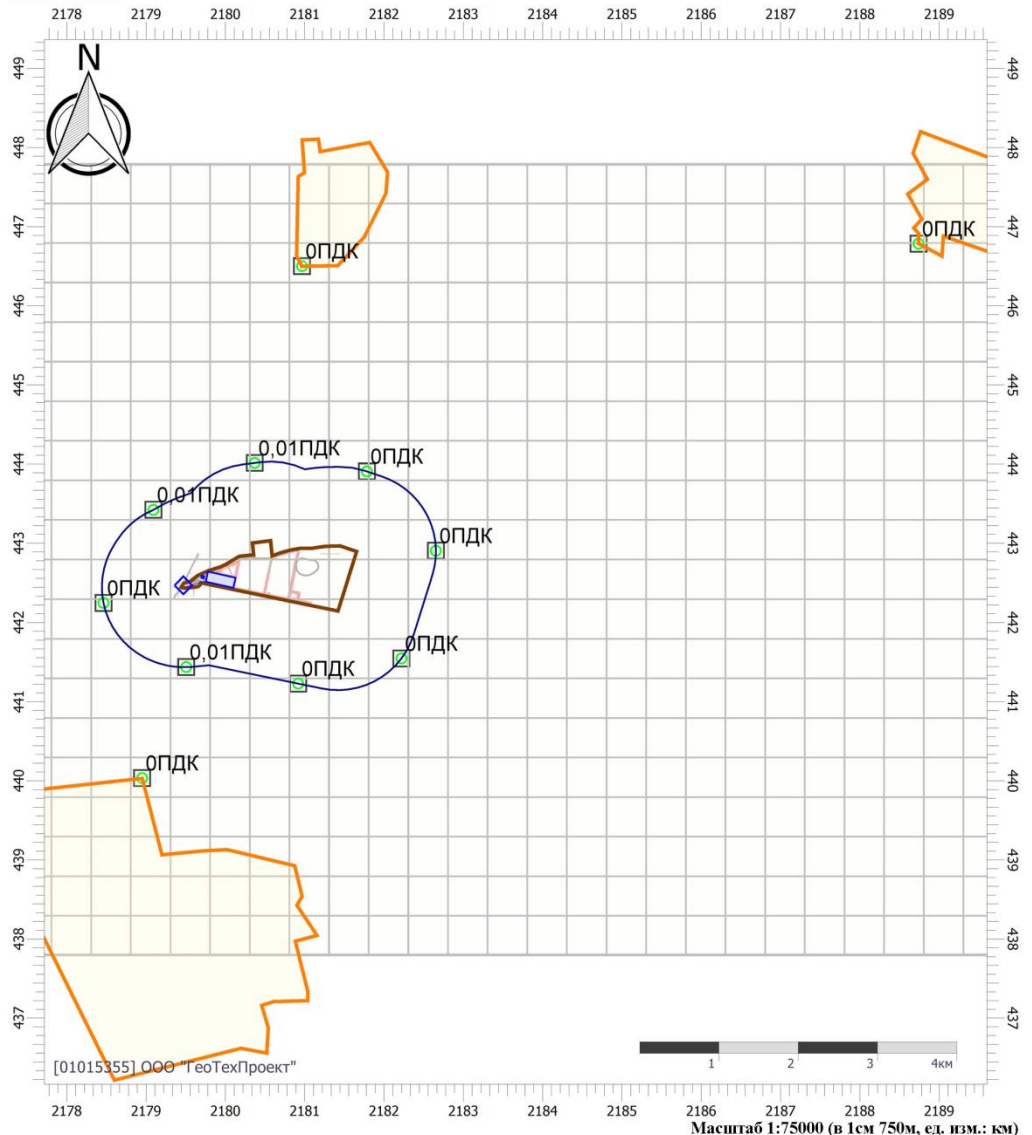 2178 2179 2180 2181 2182 2183 2184 2185 2186 2187 2188 2189
N
449 449
448 448
447 0ПДК 447
0ПДК
446 446
445 445
444 0,01ПДК 0ПДК 444
0,01ПДК
443 0ПДК 443
0ПДК
442 442
0,01ПДК 0ПДК 0ПДК
441 441
0ПДК
440 440
439 439
438 438
437 437
[01015355] ООО "ГеоТехПроект" 1 2 3 4км
2178 2179 2180 2181 2182 2183 2184 2185 2186 2187 2188 2189
Масштаб 1:75000 (в 1см 750м, ед. изм.: км)